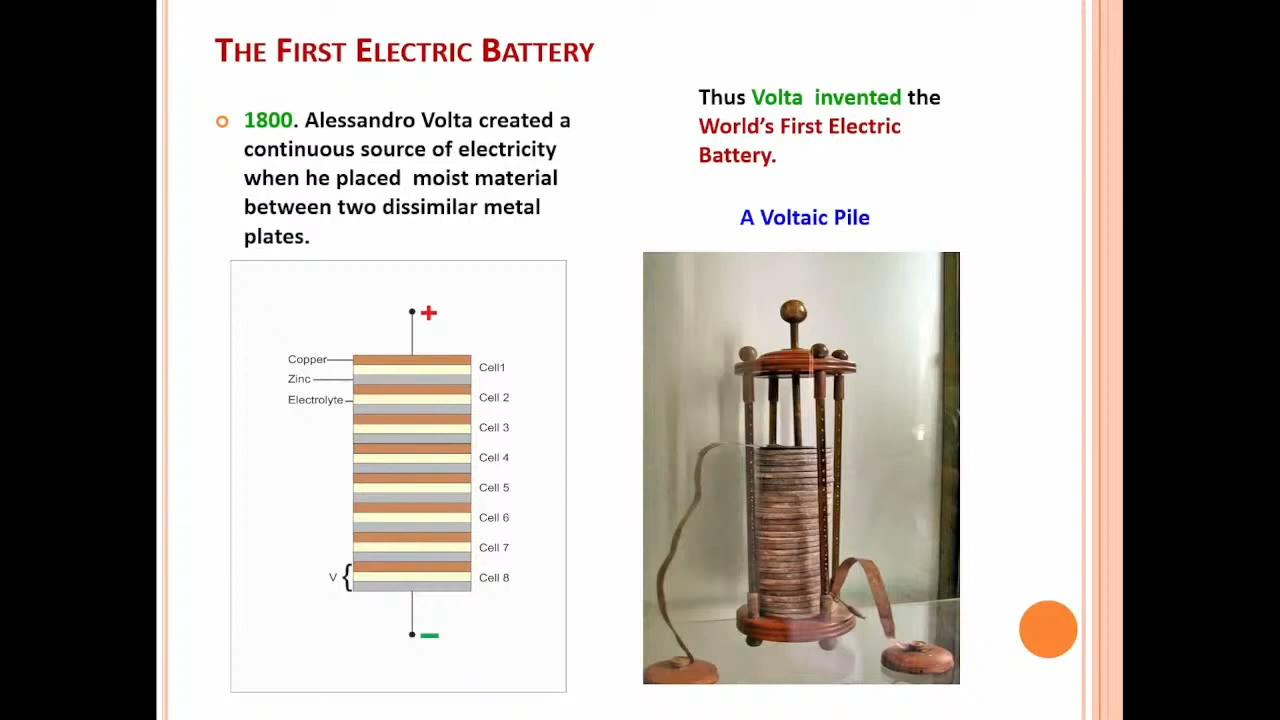 THE FIRST ELECTRIC BATTERY
1800. Alessandro Volta created a
continuous source of electricity
when he placed moist material
between two dissimilar metal
plates.
Thus Volta invented the
World's First Electric
Battery.
A Voltaic Pile
+
Copper
Cell1
Zinc
Cell 2
Electrolyte
Cell 3
Cell 4
Cell 5
Cell 6
Cell 7
V {
Cell 8
−